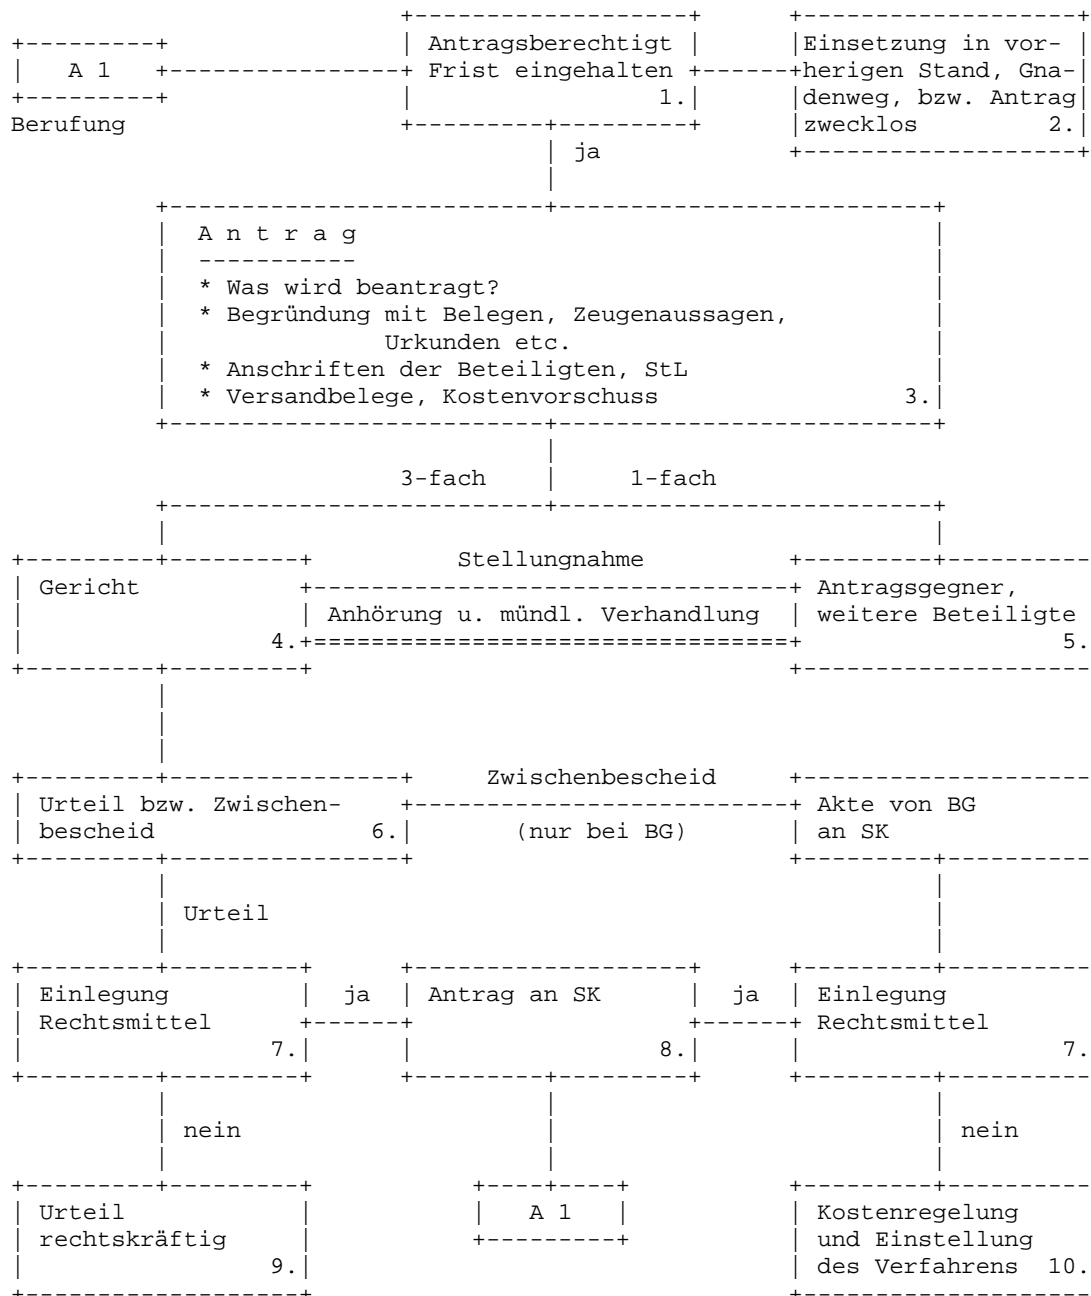 Antragsberechtigt
Frist eingehalten
1.
A 1
Berufung
Einsetzung in vor-
herigen Stand, Gna-
denweg, bzw. Antrag
zwecklos 2.
ja
A n t r a g
-----------
* Was wird beantragt?
* Begründung mit Belegen, Zeugenaussagen,
Urkunden etc.
* Anschriften der Beteiligten, StL
* Versandbelege, Kostenvorschuss 3.
3-fach
1-fach
Gericht
4.
Stellungnahme
Anhörung u. mündl. Verhandlung
Antragsgegner,
weitere Beteiligte
5.
Urteil bzw. Zwischen-
bescheid 6.
Zwischenbescheid
(nur bei BG)
Akte von BG
an SK
Urteil
Einlegung
Rechtsmittel
7.
ja
Antrag an SK
8.
ja
Einlegung
Rechtsmittel
7.
nein
nein
Urteil
rechtskräftig
9.
A 1
Kostenregelung
und Einstellung
des Verfahrens 10.